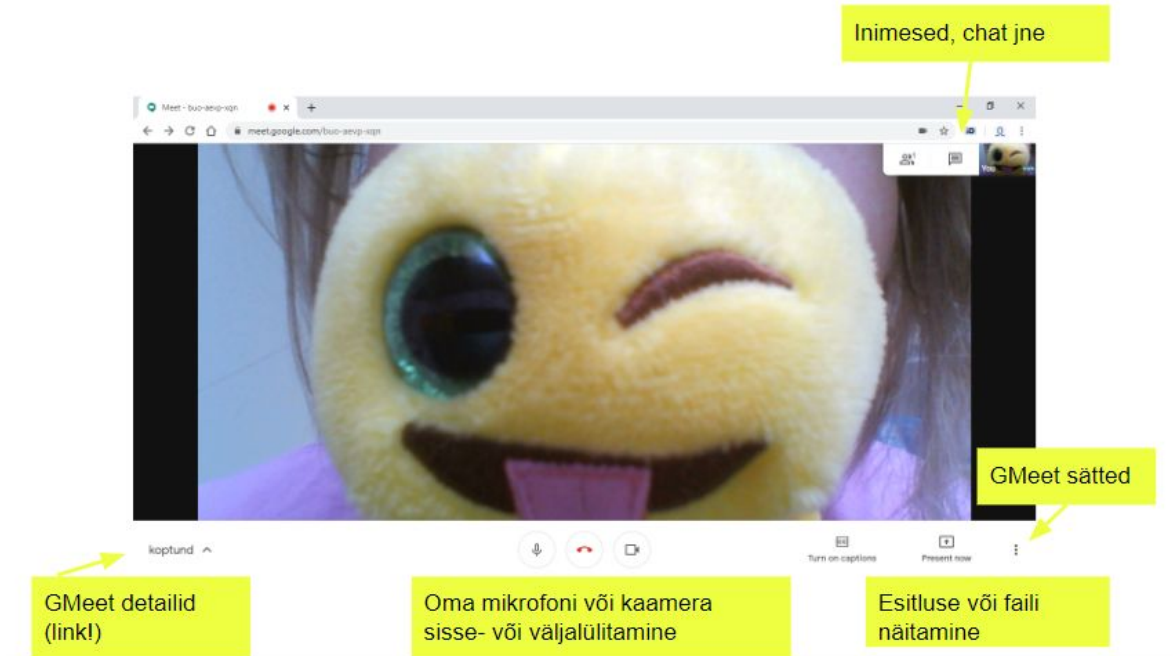 Inimesed, chat jne
Meet - buo-aevp-xqn
meet.google.com/buo-aevp-xqn
You
GMeet sätted
koptund
Turn on captions
Present now
GMeet detailid
(link!)
Oma mikrofoni või kaamera
sisse- või väljalülitamine
Esitluse või faili
näitamine